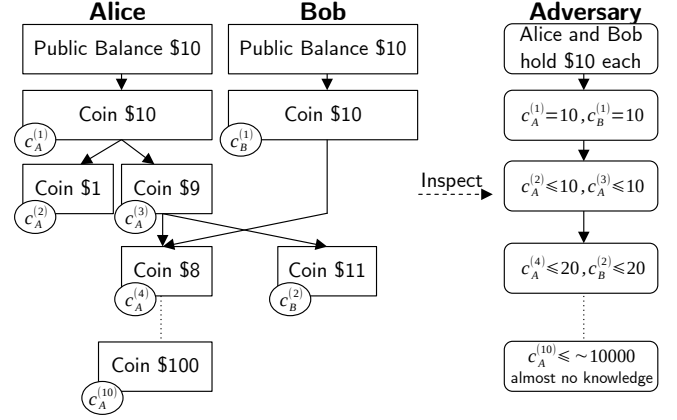 Alice
Bob
Adversary
Public Balance $10
Public Balance $10
Alice and Bob
hold $10 each
Coin $10
c_A^(1)
Coin $10
c_B^(1)
c_A^(1)=10, c_B^(1)=10
Coin $1
c_A^(2)
Coin $9
c_A^(3)
Inspect
c_A^(2)⩽10, c_A^(3)⩽10
Coin $8
c_A^(4)
Coin $11
c_B^(2)
c_A^(4)⩽20, c_B^(2)⩽20
Coin $100
c_A^(10)
c_A^(10)⩽~10000
almost no knowledge